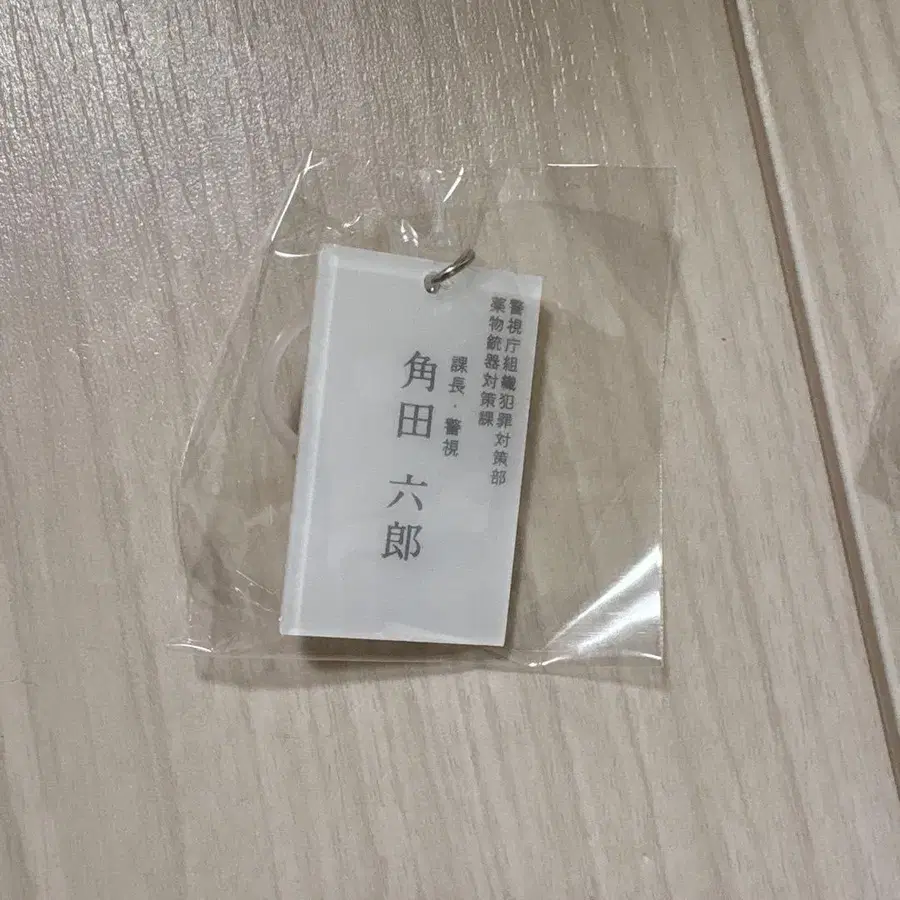 警視庁組織犯罪対策部
薬物銃器対策課
課長・警視
角田 六郎